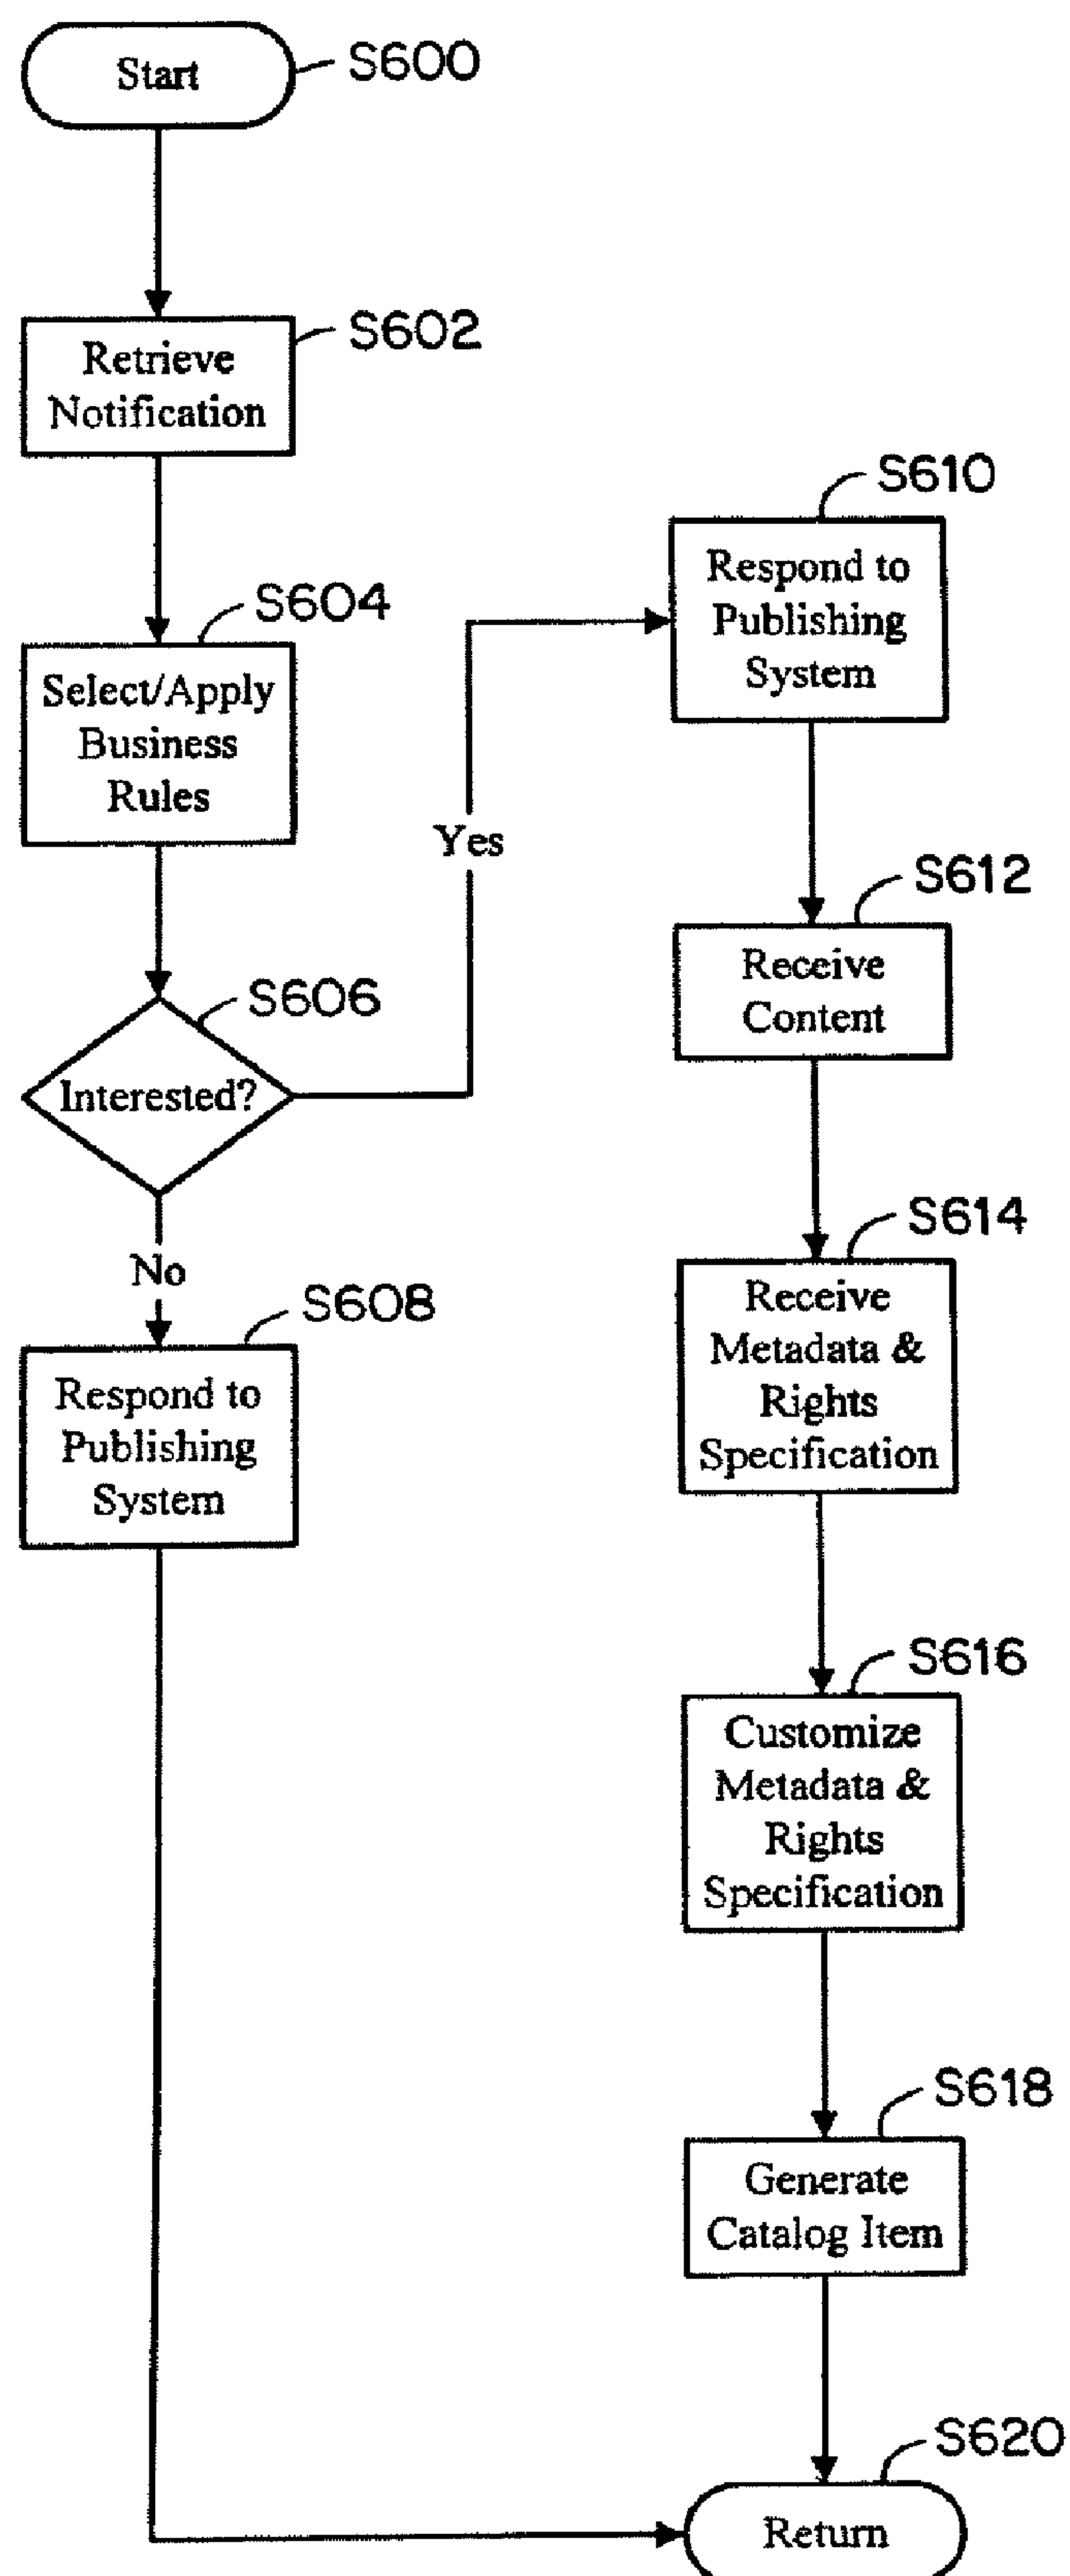 Start
S600
Retrieve
Notification
S602
Select/Apply
Business
Rules
S604
Interested?
S606
Yes
No
Respond to
Publishing
System
S608
Respond to
Publishing
System
S610
Receive
Content
S612
Receive
Metadata &
Rights
Specification
S614
Customize
Metadata &
Rights
Specification
S616
Generate
Catalog Item
S618
Return
S620